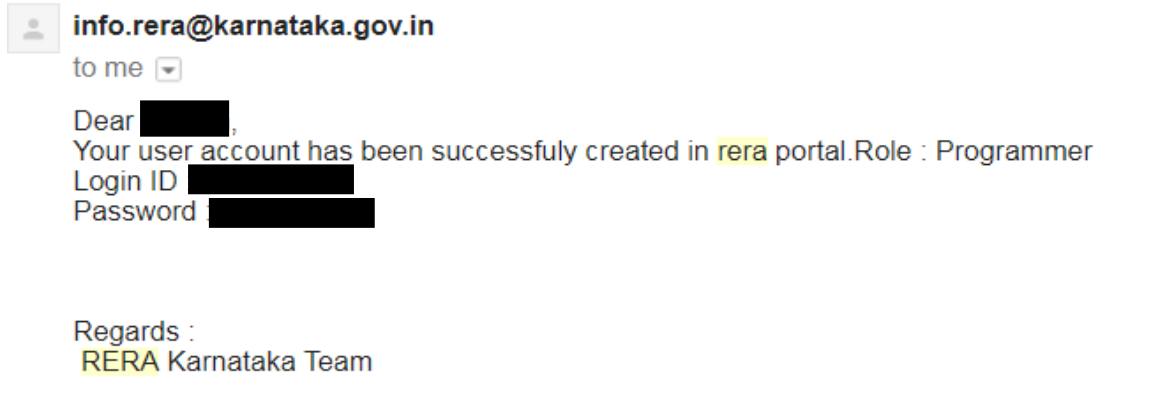 info.rera@karnataka.gov.in
to me
Dear ,
Your user account has been successfuly created in rera portal.Role : Programmer
Login ID
Password :
Regards :
RERA Karnataka Team